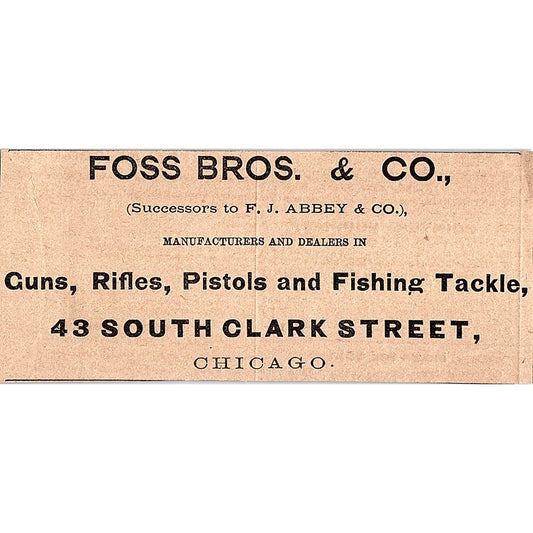 FOSS BROS. & CO.,
(Successors to F. J. ABBEY & CO.),
MANUFACTURERS AND DEALERS IN
Guns, Rifles, Pistols and Fishing Tackle,
43 SOUTH CLARK STREET,
CHICAGO.